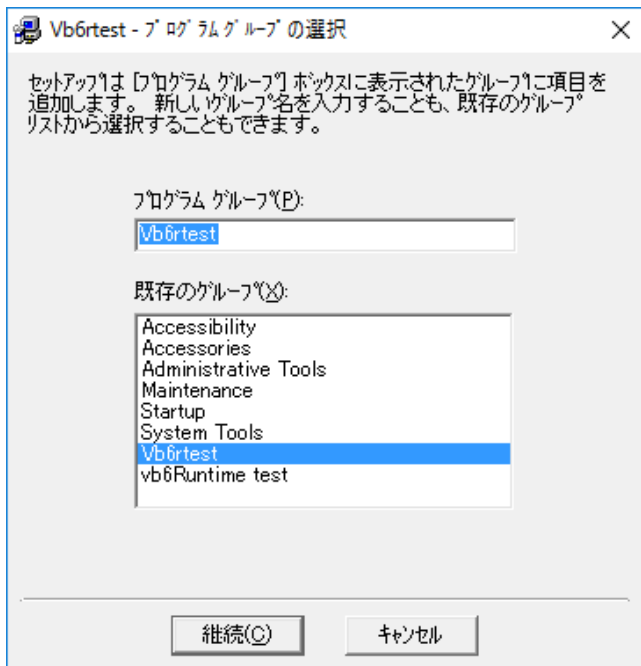 Vb6rtest - ﾌﾟﾛｸﾞﾗﾑ ｸﾞﾙｰﾌﾟの選択
ｾｯﾄｱｯﾌﾟは [ﾌﾟﾛｸﾞﾗﾑ ｸﾞﾙｰﾌﾟ] ﾎﾞｯｸｽに表示されたｸﾞﾙｰﾌﾟに項目を
追加します。 新しいｸﾞﾙｰﾌﾟ名を入力することも、既存のｸﾞﾙｰﾌﾟ
ﾘｽﾄから選択することもできます。
ﾌﾟﾛｸﾞﾗﾑ ｸﾞﾙｰﾌﾟ(P):
Vb6rtest
既存のｸﾞﾙｰﾌﾟ(X):
Accessibility
Accessories
Administrative Tools
Maintenance
Startup
System Tools
Vb6rtest
vb6Runtime test
継続(C)
ｷｬﾝｾﾙ